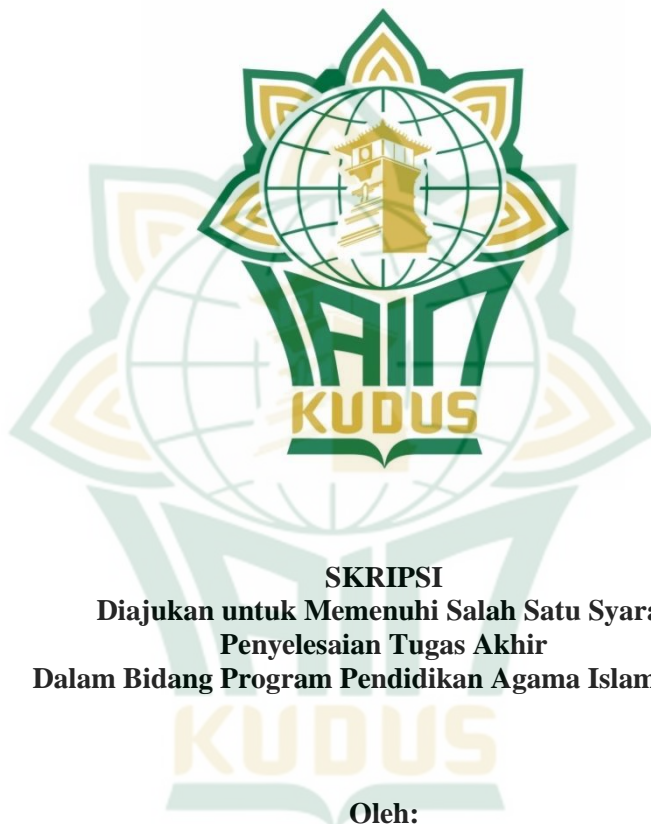 IAIN
KUDUS
SKRIPSI
Diajukan untuk Memenuhi Salah Satu Syara
Penyelesaian Tugas Akhir
Dalam Bidang Program Pendidikan Agama Islam
KUDUS
Oleh: